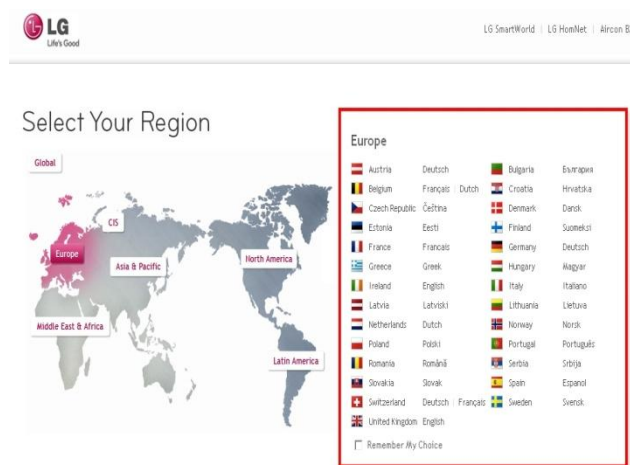 LG
Life's Good
LG SmartWorld | LG HomNet | Aircon B
Select Your Region
Global
CIS
Europe
Asia & Pacific
North America
Middle East & Africa
Latin America
Europe
Austria Deutsch Bulgaria България
Belgium Français | Dutch Croatia Hrvatska
Czech Republic Čeština Denmark Dansk
Estonia Eesti Finland Suomeksi
France Francais Germany Deutsch
Greece Greek Hungary Magyar
Ireland English Italy Italiano
Latvia Latviski Lithuania Lietuva
Netherlands Dutch Norway Norsk
Poland Polski Portugal Português
Romania Română Serbia Srbija
Slovakia Slovak Spain Espanol
Switzerland Deutsch | Français Sweden Svensk
United Kingdom English
Remember My Choice